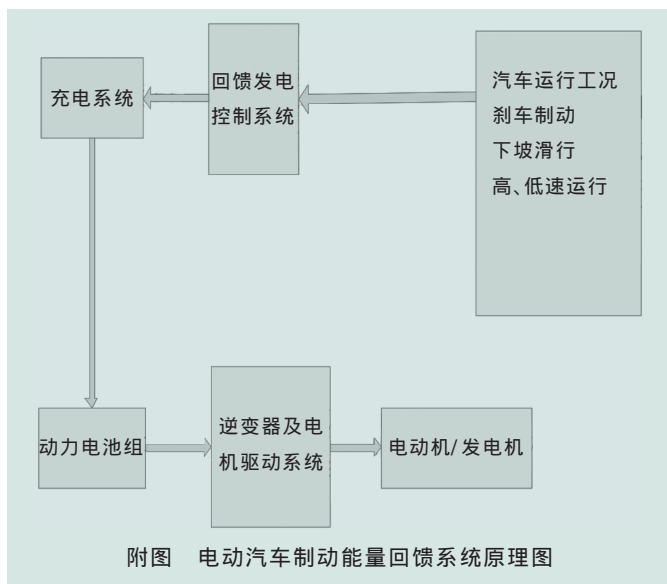 充电系统
回馈发电
控制系统
汽车运行工况
刹车制动
下坡滑行
高、低速运行
动力电池组
逆变器及电
机驱动系统
电动机/发电机
附图 电动汽车制动能量回馈系统原理图